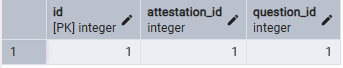 id attestation_id question_id
[PK] integer integer integer
1 1 1 1